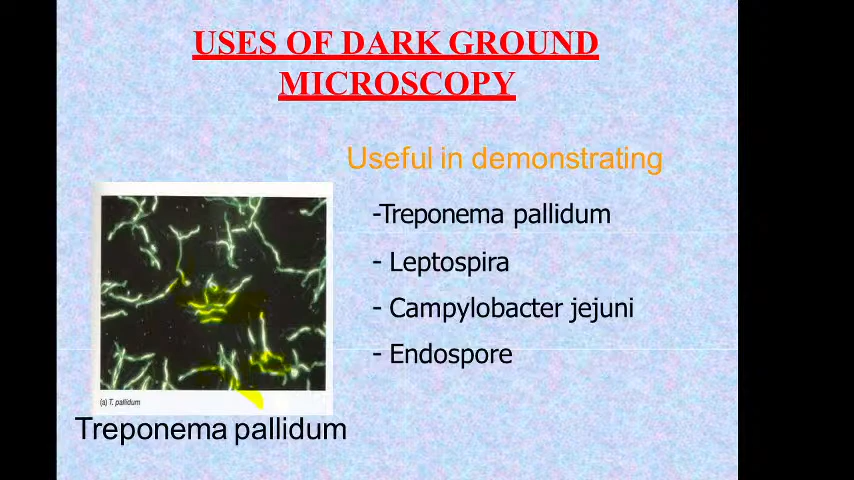 USES OF DARK GROUND
MICROSCOPY
Useful in demonstrating
-Treponema pallidum
- Leptospira
- Campylobacter jejuni
- Endospore
(a) T. pallidum
Treponema pallidum